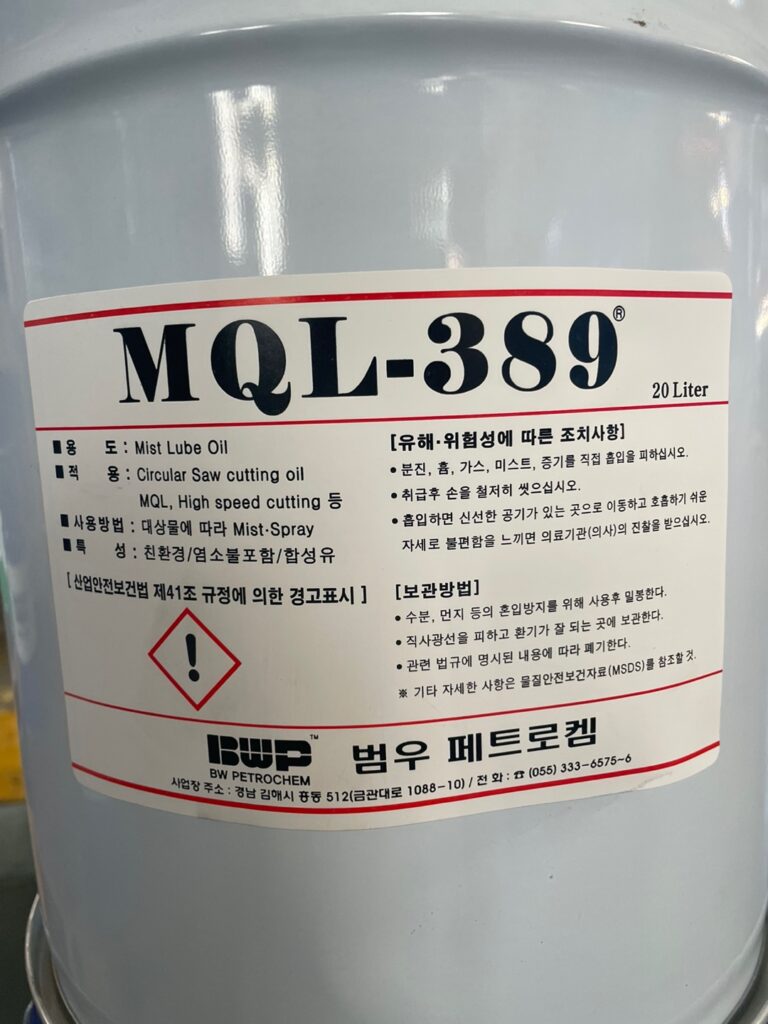 MQL-389®
20 Liter
■ 용 도 : Mist Lube Oil
■ 적 용 : Circular Saw cutting oil
MQL, High speed cutting 등
■ 사용방법 : 대상물에 따라 Mist·Spray
■ 특 성 : 친환경/염소불포함/합성유
[ 산업안전보건법 제41조 규정에 의한 경고표시 ]
!
[유해·위험성에 따른 조치사항]
• 분진, 흄, 가스, 미스트, 증기를 직접 흡입을 피하십시오.
• 취급후 손을 철저히 씻으십시오.
• 흡입하면 신선한 공기가 있는 곳으로 이동하고 호흡하기 쉬운
자세로 불편함을 느끼면 의료기관(의사)의 진찰을 받으십시오.
[보관방법]
• 수분, 먼지 등의 혼입방지를 위해 사용후 밀봉한다.
• 직사광선을 피하고 환기가 잘 되는 곳에 보관한다.
• 관련 법규에 명시된 내용에 따라 폐기한다.
※ 기타 자세한 사항은 물질안전보건자료(MSDS)를 참조할 것.
BWP™ 범우 페트로켐
BW PETROCHEM
사업장 주소 : 경남 김해시 흥동 512(금관대로 1088-10) / 전 화 : ☎ (055) 333-6575~6